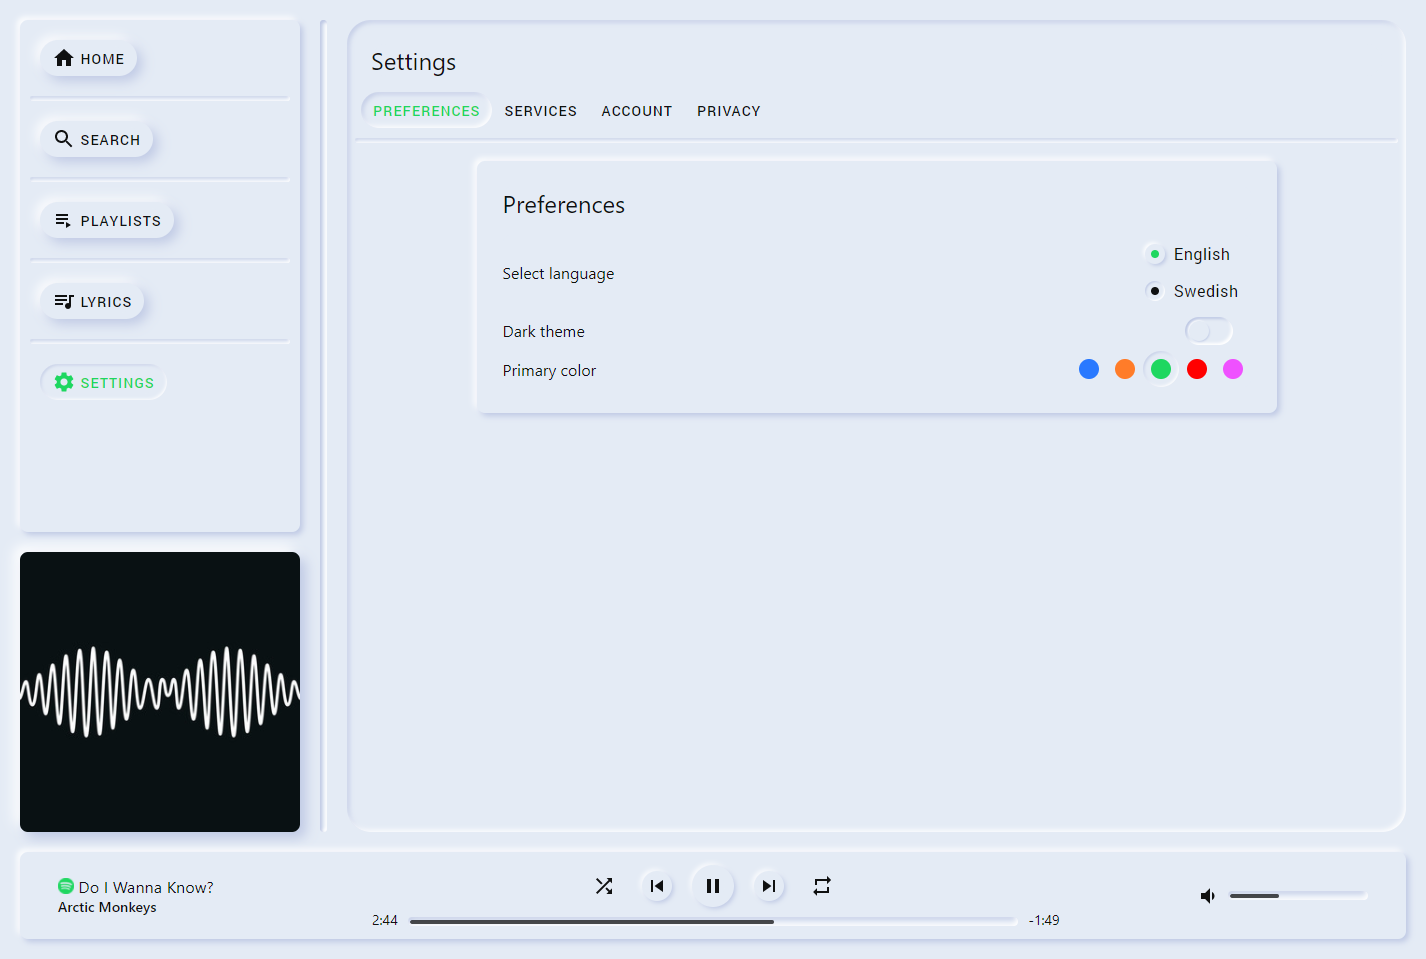 HOME
SEARCH
PLAYLISTS
LYRICS
SETTINGS
Settings
PREFERENCES SERVICES ACCOUNT PRIVACY
Preferences
Select language
English
Swedish
Dark theme
Primary color
Do I Wanna Know?
Arctic Monkeys
2:44
-1:49